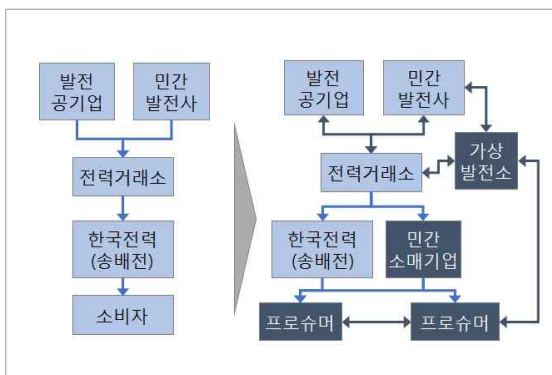 발전
공기업
민간
발전사
전력거래소
한국전력
(송배전)
소비자
발전
공기업
민간
발전사
가상
발전소
전력거래소
한국전력
(송배전)
민간
소매기업
프로슈머
프로슈머